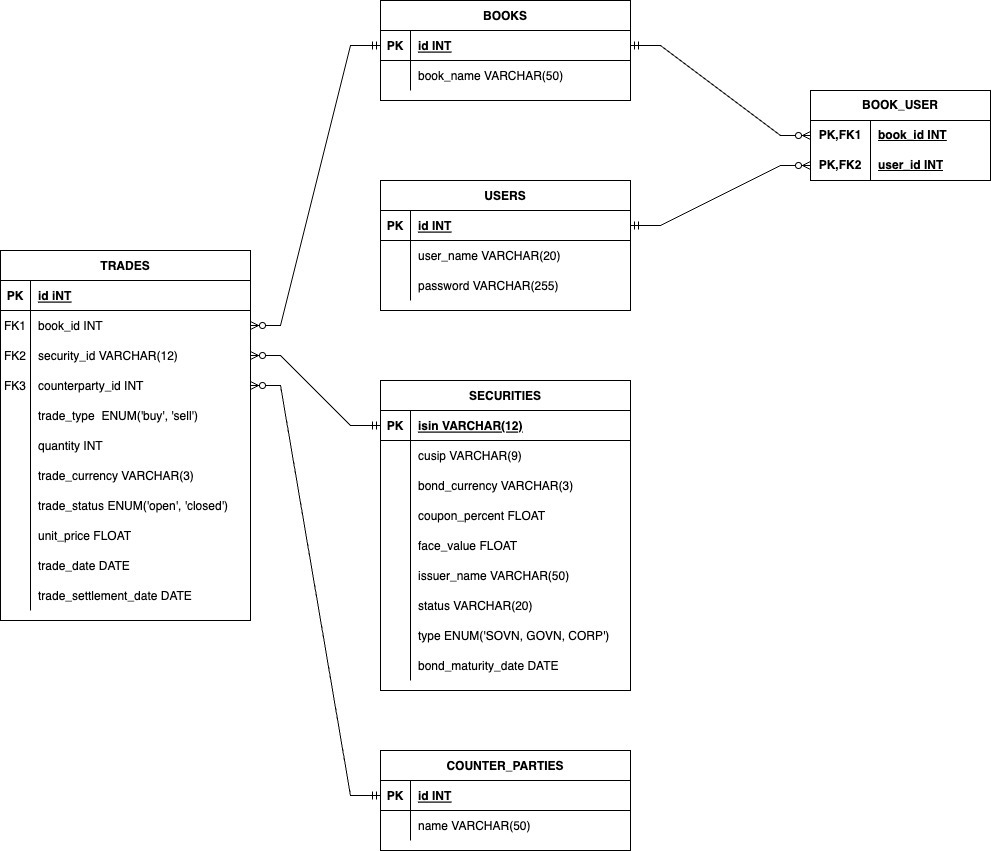 BOOKS
PK id INT
book_name VARCHAR(50)
BOOK_USER
PK,FK1 book_id INT
PK,FK2 user_id INT
USERS
PK id INT
user_name VARCHAR(20)
password VARCHAR(255)
TRADES
PK id iNT
FK1 book_id INT
FK2 security_id VARCHAR(12)
FK3 counterparty_id INT
trade_type ENUM('buy', 'sell')
quantity INT
trade_currency VARCHAR(3)
trade_status ENUM('open', 'closed')
unit_price FLOAT
trade_date DATE
trade_settlement_date DATE
SECURITIES
PK isin VARCHAR(12)
cusip VARCHAR(9)
bond_currency VARCHAR(3)
coupon_percent FLOAT
face_value FLOAT
issuer_name VARCHAR(50)
status VARCHAR(20)
type ENUM('SOVN, GOVN, CORP')
bond_maturity_date DATE
COUNTER_PARTIES
PK id INT
name VARCHAR(50)